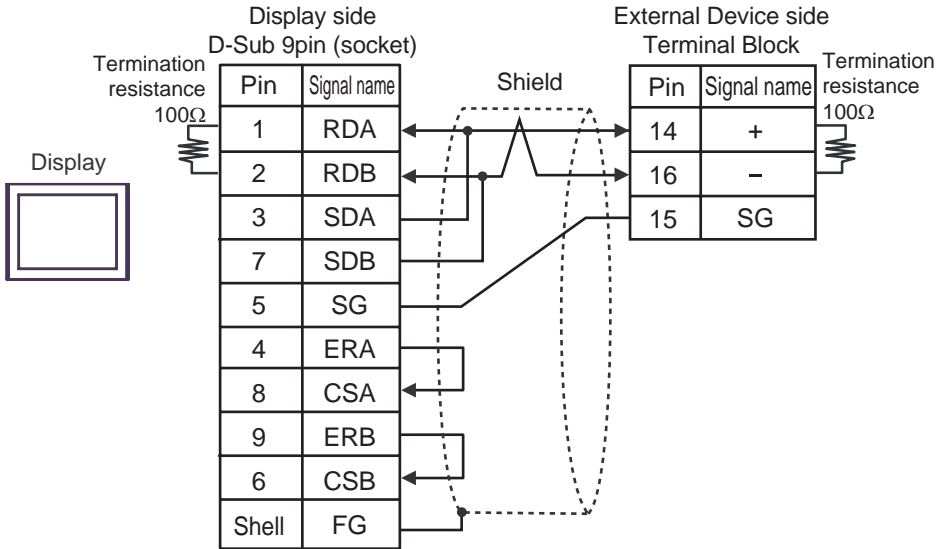 Display side
D-Sub 9pin (socket)
External Device side
Terminal Block
Termination
resistance
100Ω
Shield
Termination
resistance
100Ω
Display
Pin Signal name
1 RDA
2 RDB
3 SDA
7 SDB
5 SG
4 ERA
8 CSA
9 ERB
6 CSB
Shell FG
Pin Signal name
14 +
16 –
15 SG